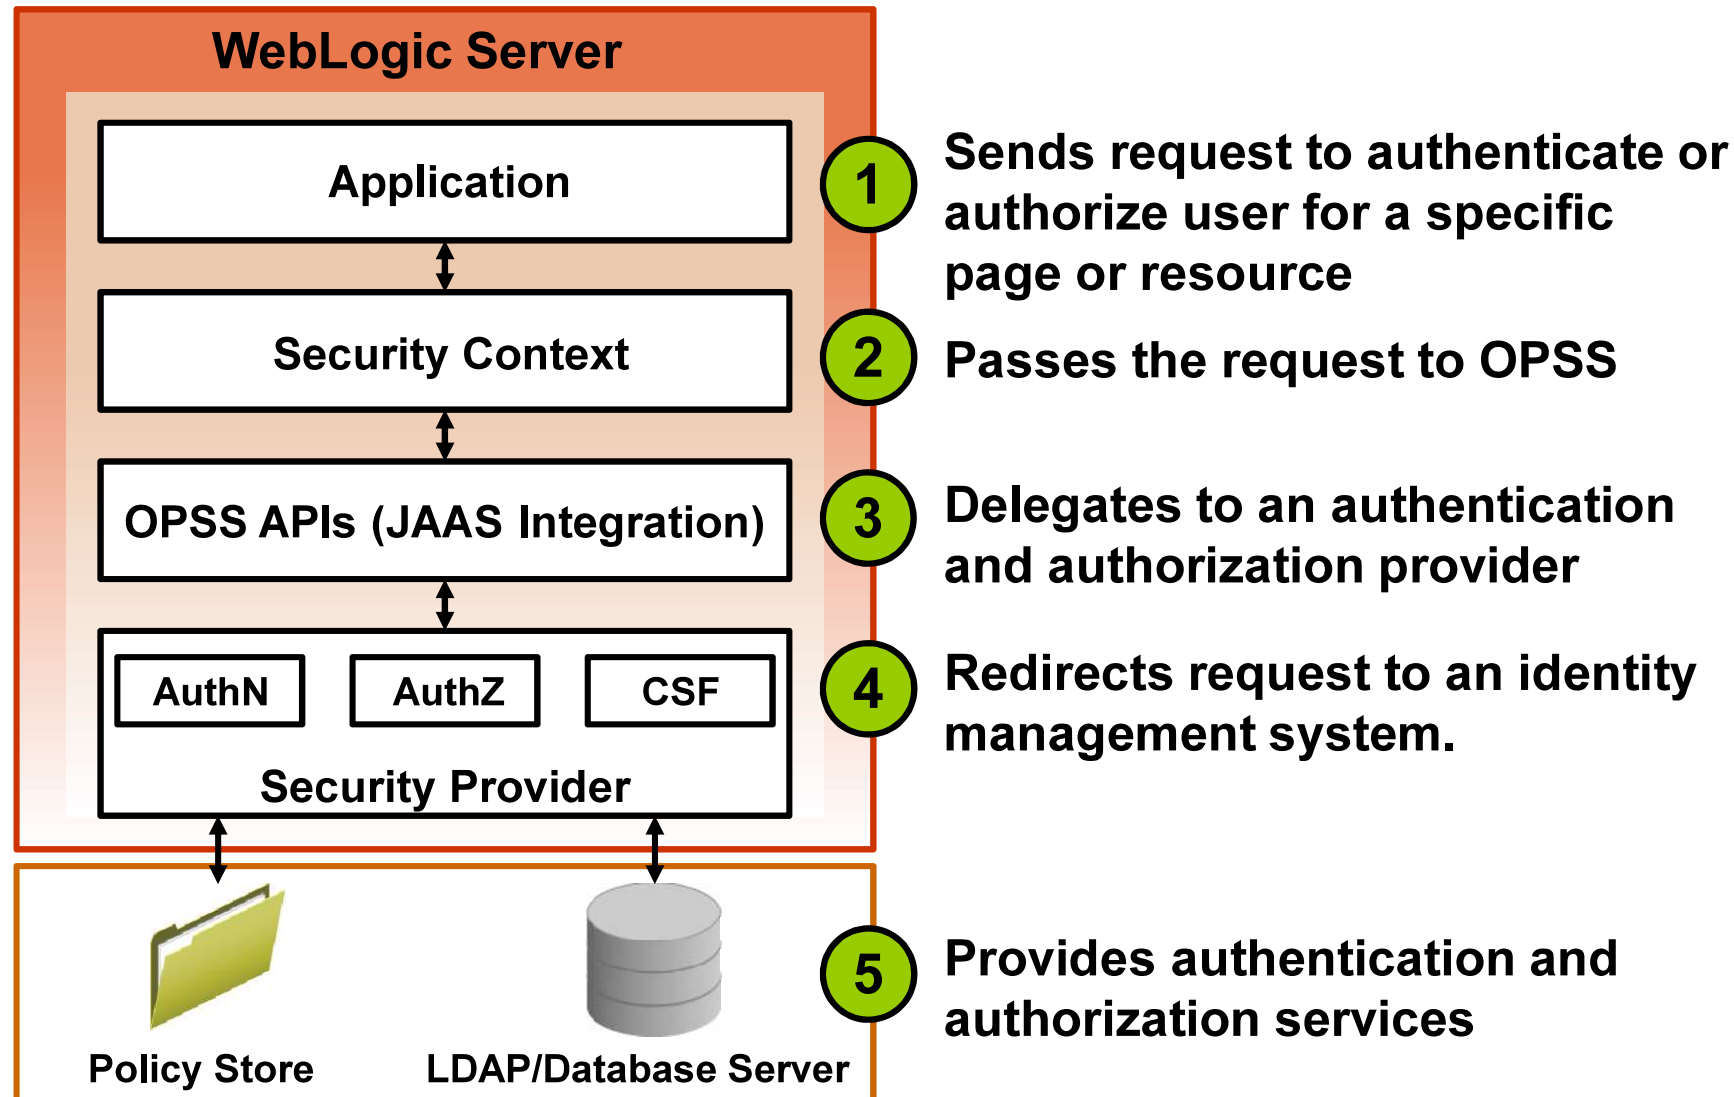 WebLogic Server
Application
1
Sends request to authenticate or
authorize user for a specific
page or resource
Security Context
2
Passes the request to OPSS
OPSS APIs (JAAS Integration)
3
Delegates to an authentication
and authorization provider
AuthN
AuthZ
CSF
Security Provider
4
Redirects request to an identity
management system.
5
Provides authentication and
authorization services
Policy Store
LDAP/Database Server